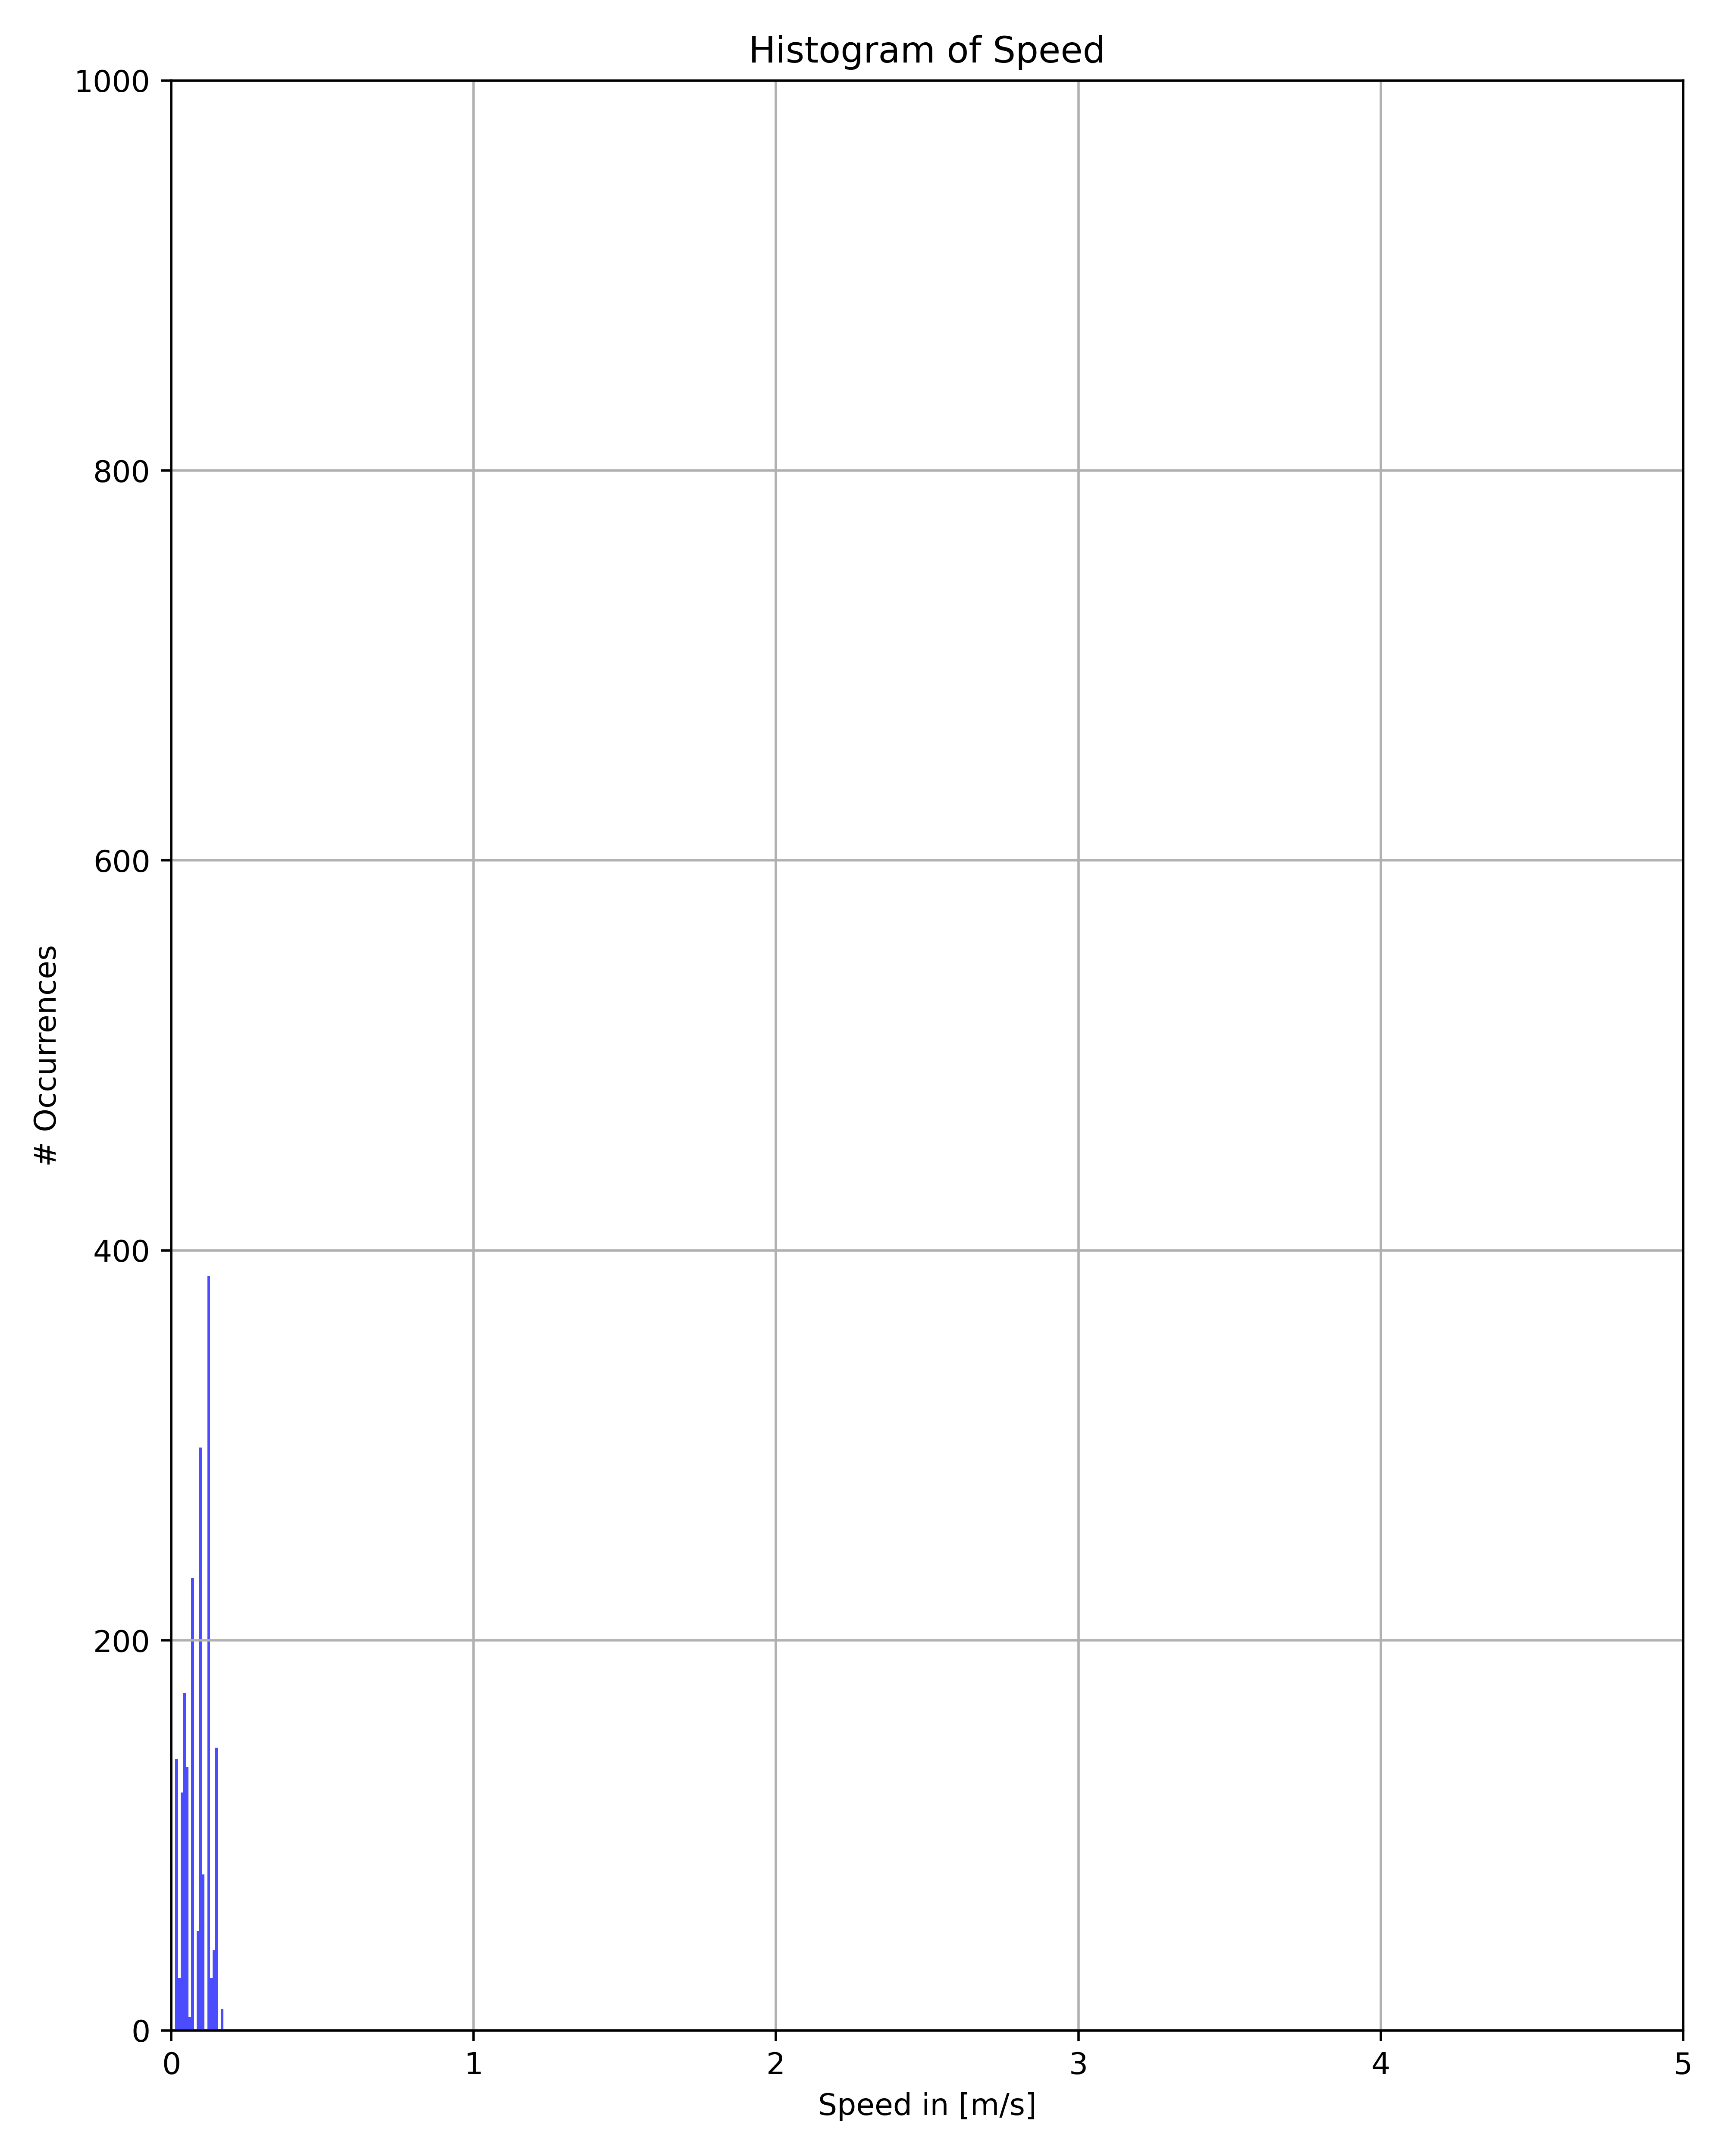 Histogram of Speed
1000
800
600
400
200
0
# Occurrences
0 1 2 3 4 5
Speed in [m/s]